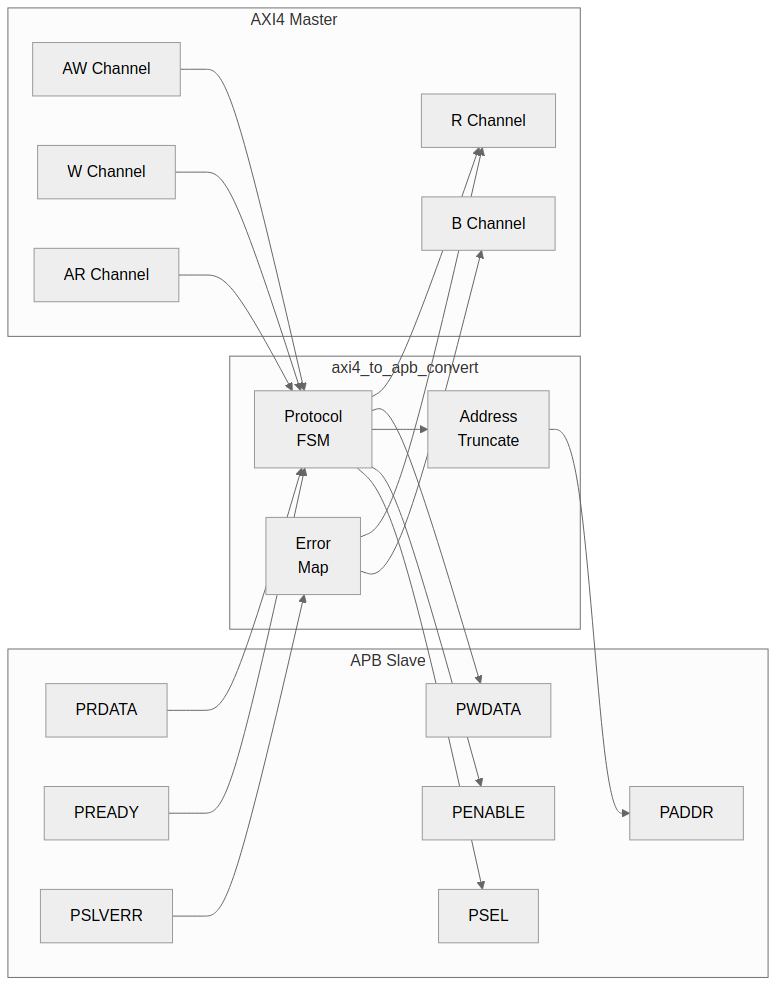 AXI4 Master
AW Channel
W Channel
AR Channel
R Channel
B Channel
axi4_to_apb_convert
Protocol
FSM
Address
Truncate
Error
Map
APB Slave
PRDATA
PREADY
PSLVERR
PWDATA
PENABLE
PSEL
PADDR